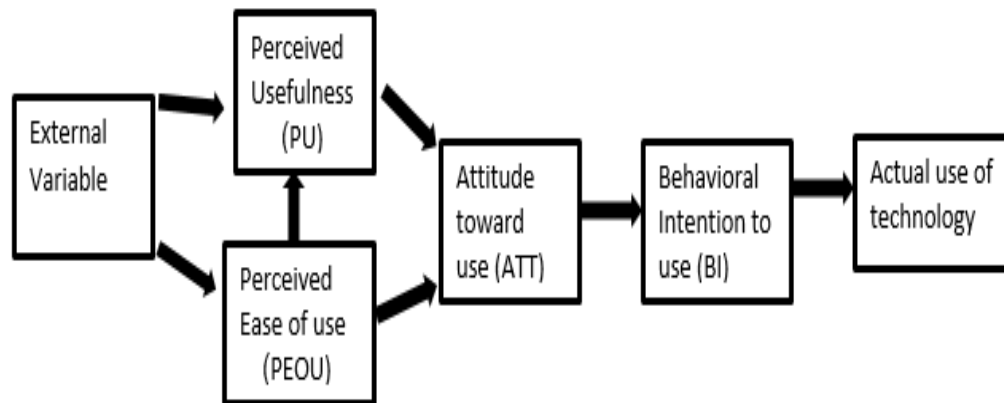 External
Variable
Perceived
Usefulness
(PU)
Perceived
Ease of use
(PEOU)
Attitude
toward
use (ATT)
Behavioral
Intention to
use (BI)
Actual use of
technology